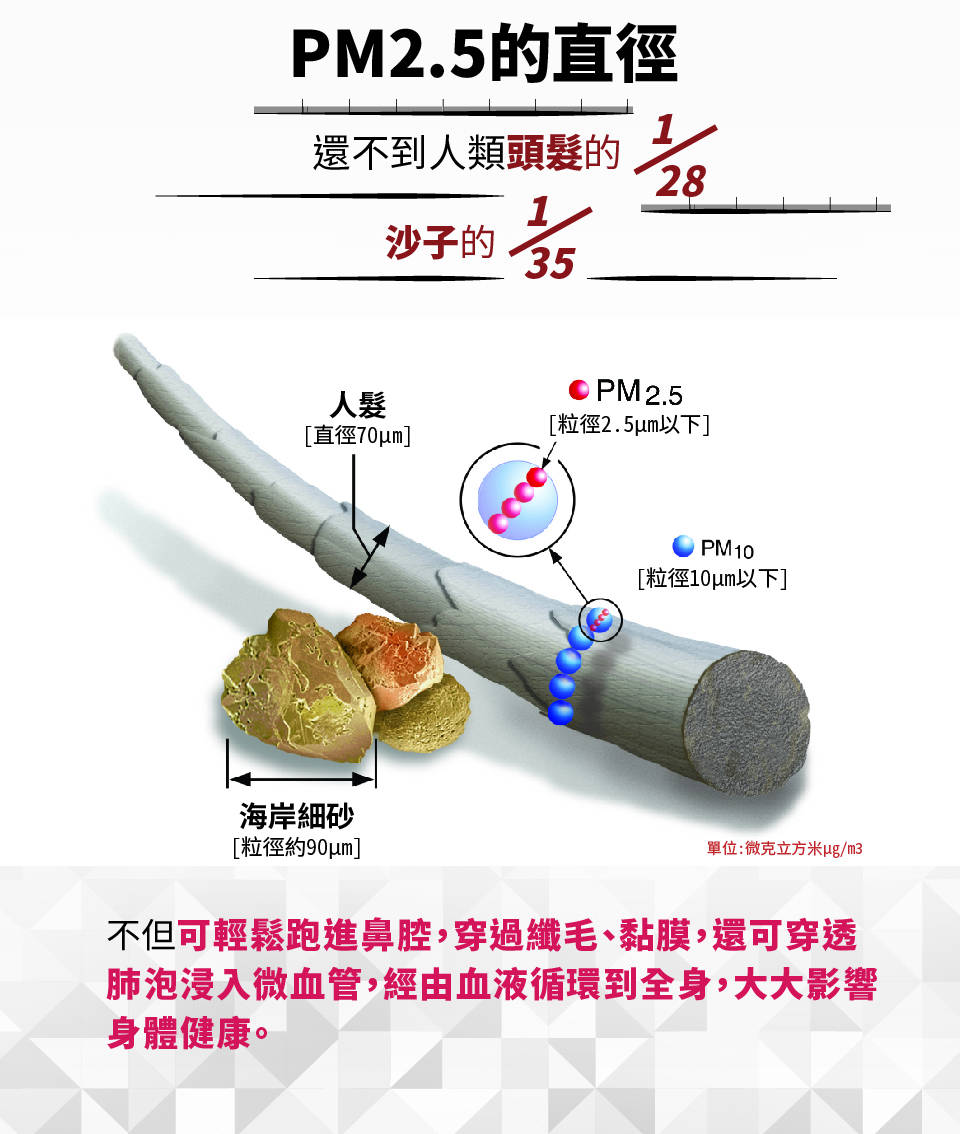 PM2.5的直徑
還不到人類頭髮的 1/28
沙子的 1/35
PM2.5
[粒徑2.5μm以下]
人髮
[直徑70μm]
PM10
[粒徑10μm以下]
海岸細砂
[粒徑約90μm]
單位:微克立方米μg/m3
不但可輕鬆跑進鼻腔,穿過纖毛、黏膜,還可穿透
肺泡浸入微血管,經由血液循環到全身,大大影響
身體健康。